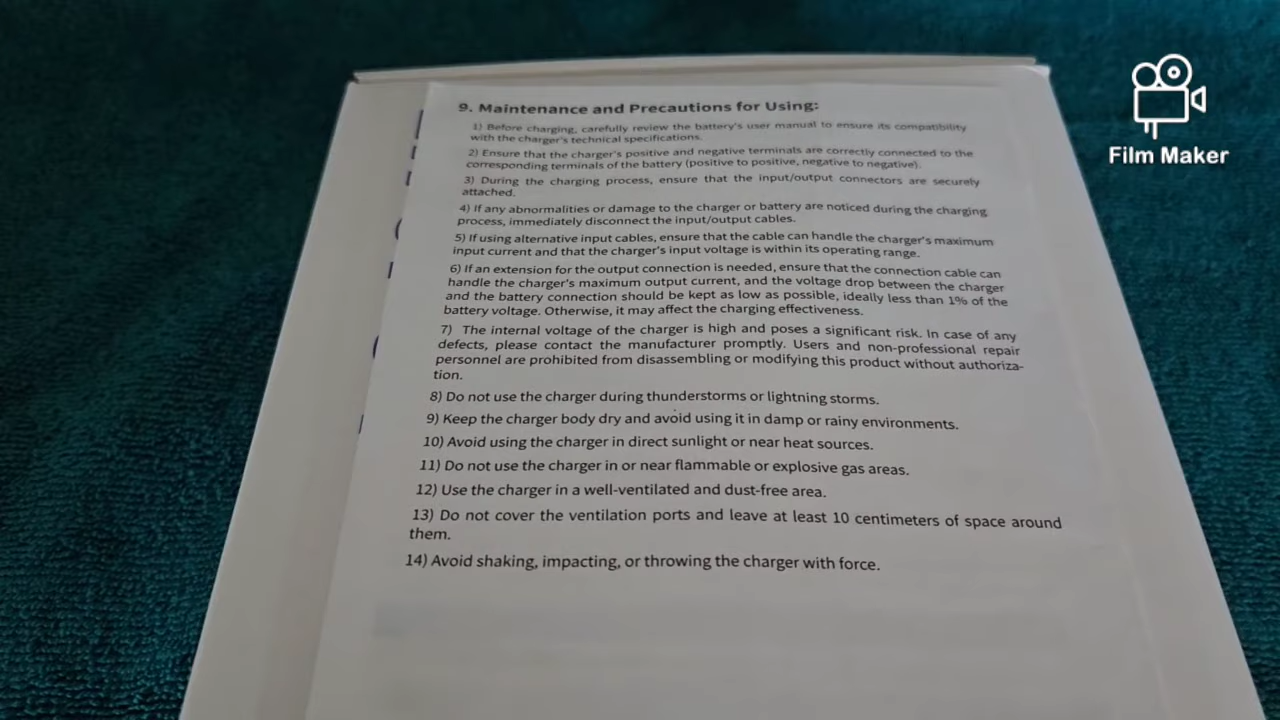 9. Maintenance and Precautions for Using:
1) Before charging, carefully review the battery's user manual to ensure its compatibility
with the charger's technical specifications.
2) Ensure that the charger's positive and negative terminals are correctly connected to the
corresponding terminals of the battery (positive to positive, negative to negative).
3) During the charging process, ensure that the input/output connectors are securely
attached.
4) If any abnormalities or damage to the charger or battery are noticed during the charging
process, immediately disconnect the input/output cables.
5) If using alternative input cables, ensure that the cable can handle the charger's maximum
input current and that the charger's input voltage is within its operating range.
6) If an extension for the output connection is needed, ensure that the connection cable can
handle the charger's maximum output current, and the voltage drop between the charger
and the battery connection should be kept as low as possible, ideally less than 1% of the
battery voltage. Otherwise, it may affect the charging effectiveness.
7) The internal voltage of the charger is high and poses a significant risk. In case of any
defects, please contact the manufacturer promptly. Users and non-professional repair
personnel are prohibited from disassembling or modifying this product without authoriza-
tion.
8) Do not use the charger during thunderstorms or lightning storms.
9) Keep the charger body dry and avoid using it in damp or rainy environments.
10) Avoid using the charger in direct sunlight or near heat sources.
11) Do not use the charger in or near flammable or explosive gas areas.
12) Use the charger in a well-ventilated and dust-free area.
13) Do not cover the ventilation ports and leave at least 10 centimeters of space around
them.
14) Avoid shaking, impacting, or throwing the charger with force.
Film Maker